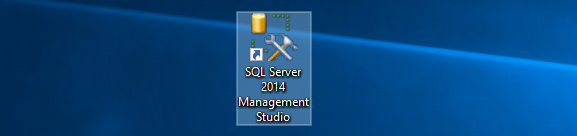 SQL Server
2014
Management
Studio